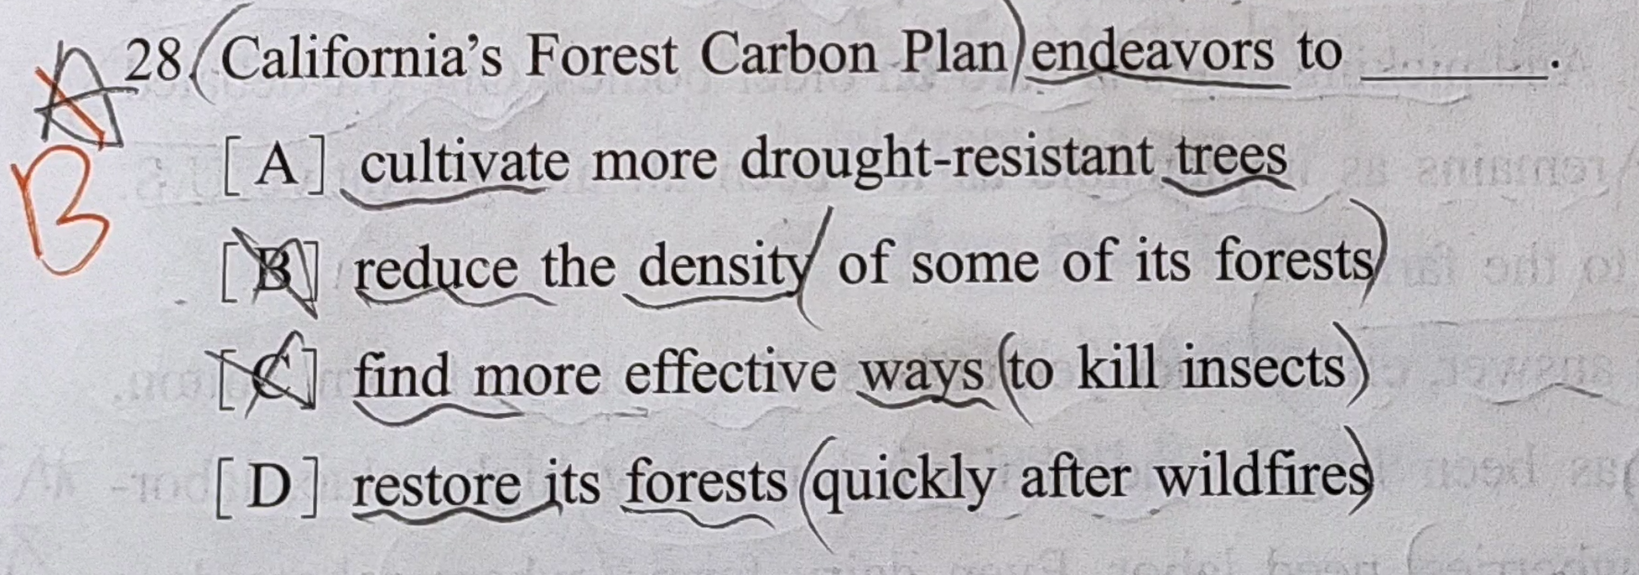 A 28. California's Forest Carbon Plan endeavors to ______.
B
[A] cultivate more drought-resistant trees
[B] reduce the density of some of its forests
[C] find more effective ways to kill insects
[D] restore its forests quickly after wildfires